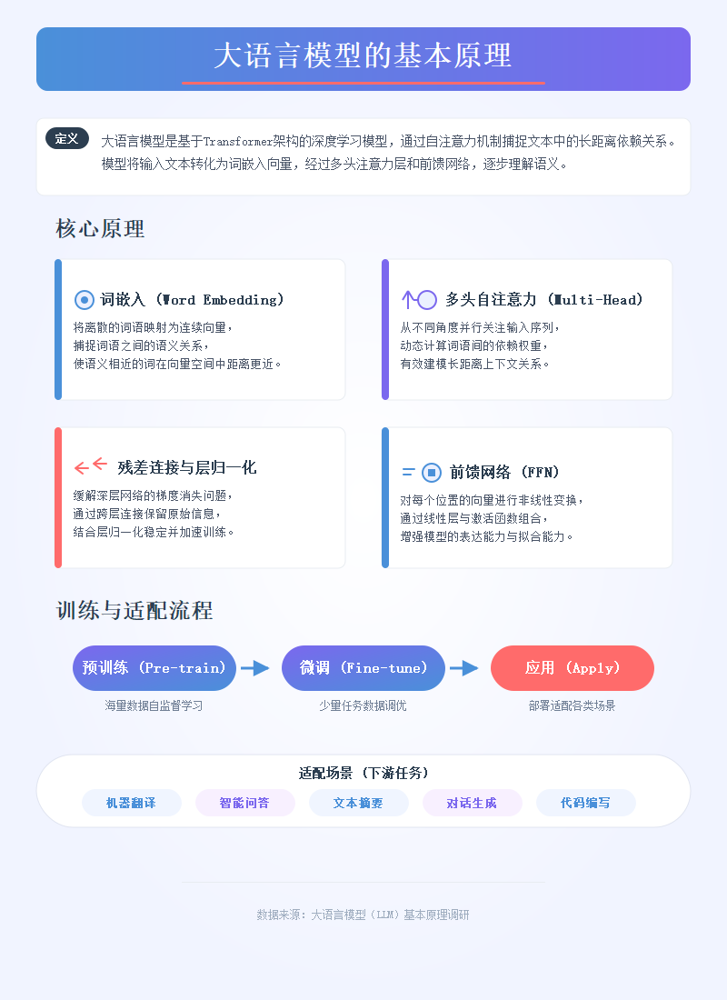 大语言模型的基本原理
定义
大语言模型是基于Transformer架构的深度学习模型，通过自注意力机制捕捉文本中的长距离依赖关系。
模型将输入文本转化为词嵌入向量，经过多头注意力层和前馈网络，逐步理解语义。
核心原理
词嵌入 (Word Embedding)
将离散的词语映射为连续向量，
捕捉词语之间的语义关系，
使语义相近的词在向量空间中距离更近。
多头自注意力 (Multi-Head)
从不同角度并行关注输入序列，
动态计算词语间的依赖权重，
有效建模长距离上下文关系。
残差连接与层归一化
缓解深层网络的梯度消失问题，
通过跨层连接保留原始信息，
结合层归一化稳定并加速训练。
前馈网络 (FFN)
对每个位置的向量进行非线性变换，
通过线性层与激活函数组合，
增强模型的表达能力与拟合能力。
训练与适配流程
预训练 (Pre-train)
微调 (Fine-tune)
应用 (Apply)
海量数据自监督学习
少量任务数据调优
部署适配各类场景
适配场景 (下游任务)
机器翻译
智能问答
文本摘要
对话生成
代码编写
数据来源：大语言模型（LLM）基本原理调研